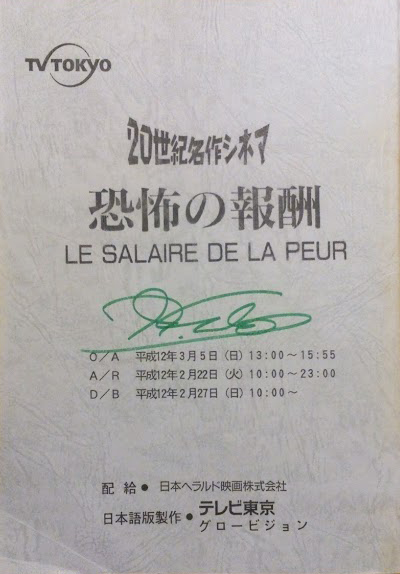 TV TOKYO
20世紀名作シネマ
恐怖の報酬
LE SALAIRE DE LA PEUR
O/A 平成12年3月5日(日)13:00～15:55
A/R 平成12年2月22日(火)10:00～23:00
D/B 平成12年2月27日(日)10:00～
配給●日本ヘラルド映画株式会社
日本語版製作●テレビ東京
グロービジョン